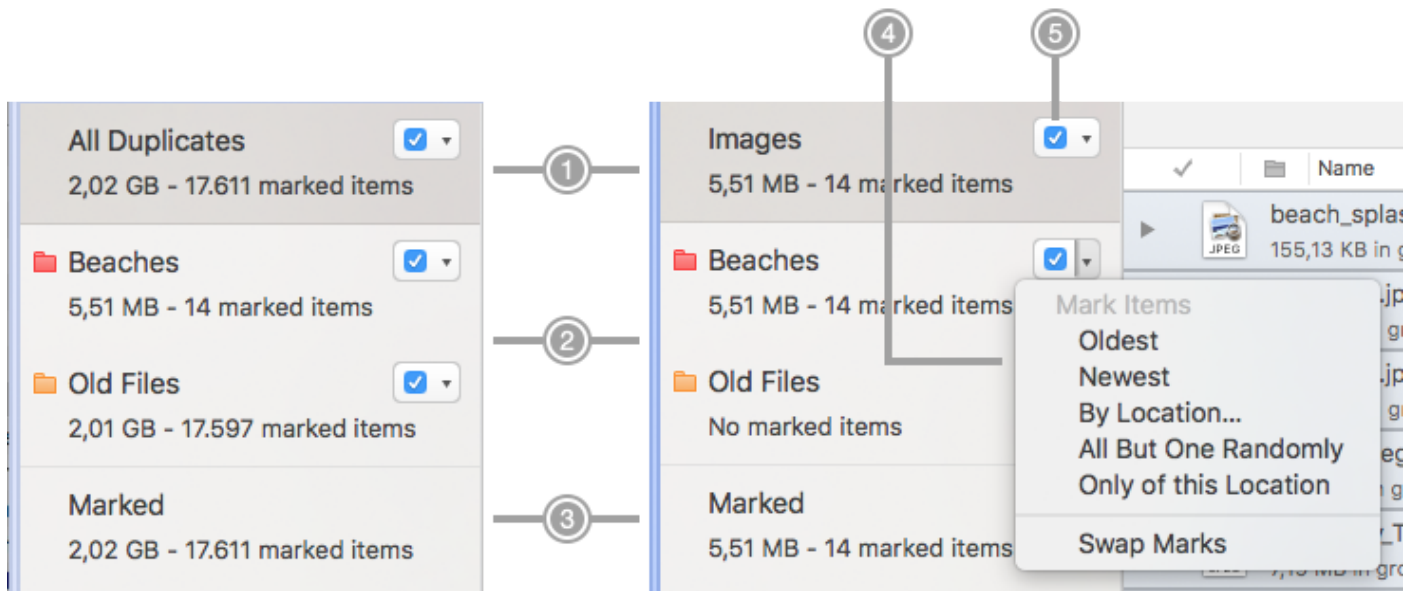 4
5
All Duplicates
2,02 GB - 17.611 marked items
Beaches
5,51 MB - 14 marked items
Old Files
2,01 GB - 17.597 marked items
Marked
2,02 GB - 17.611 marked items
1
2
3
Images
5,51 MB - 14 marked items
Beaches
5,51 MB - 14 marked items
Old Files
No marked items
Marked
5,51 MB - 14 marked items
Mark Items
Oldest
Newest
By Location...
All But One Randomly
Only of this Location
Swap Marks
Name
JPEG
beach_splas
155,13 KB in g
.jp
gr
.jp